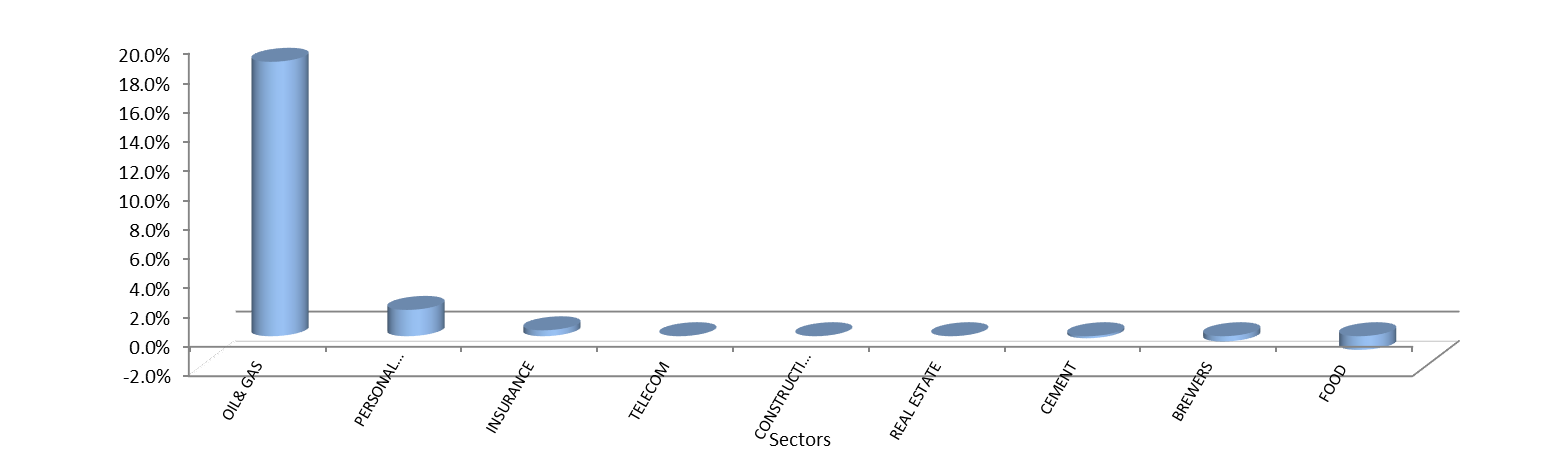 20.0%
18.0%
16.0%
14.0%
12.0%
10.0%
8.0%
6.0%
4.0%
2.0%
0.0%
-2.0%
OIL& GAS
PERSONAL...
INSURANCE
TELECOM
CONSTRUCTI...
REAL ESTATE
CEMENT
BREWERS
FOOD
Sectors